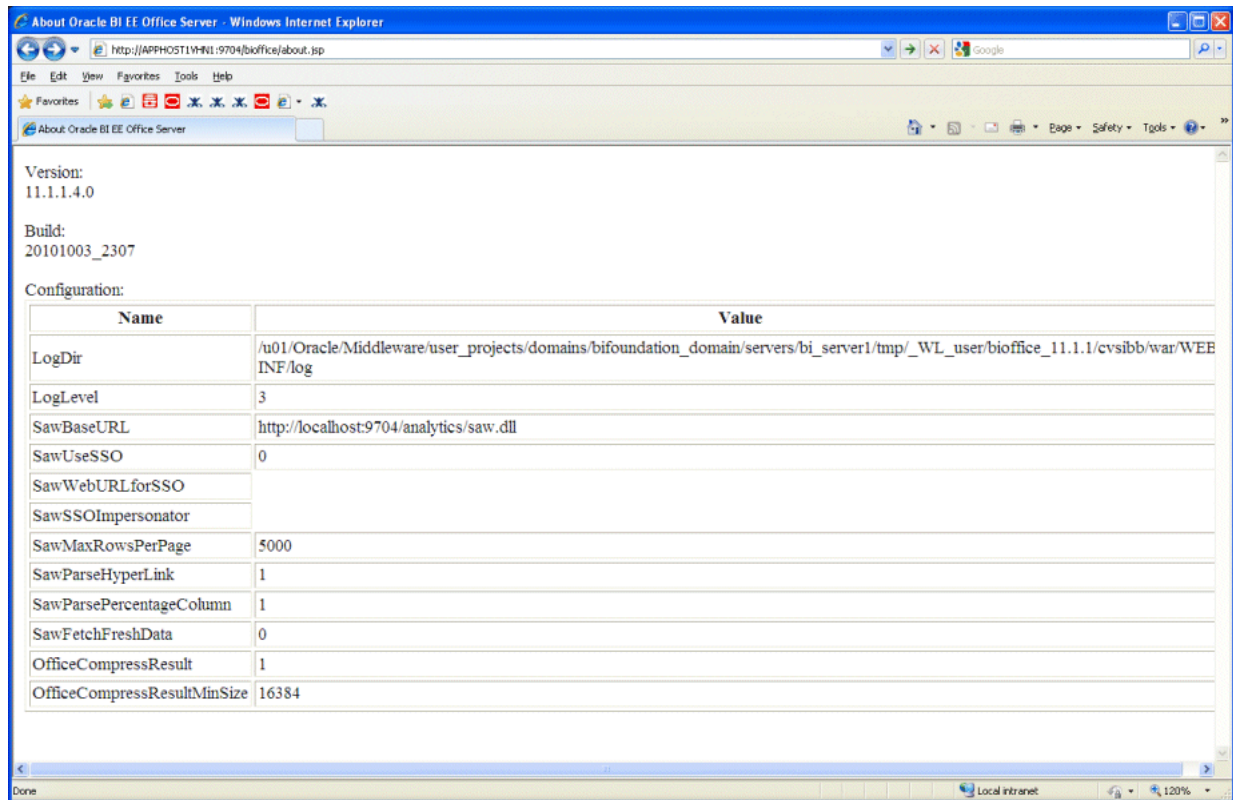 About Oracle BI EE Office Server - Windows Internet Explorer
http://APPHOST1VHN1:9704/bioffice/about.jsp
Google
File Edit View Favorites Tools Help
Favorites
About Oracle BI EE Office Server
Page Safety Tools
Version:
11.1.1.4.0
Build:
20101003_2307
Configuration:
Name Value
LogDir /u01/Oracle/Middleware/user_projects/domains/bifoundation_domain/servers/bi_server1/tmp/_WL_user/bioffice_11.1.1/cvsibb/war/WEB
INF/log
LogLevel 3
SawBaseURL http://localhost:9704/analytics/saw.dll
SawUseSSO 0
SawWebURLforSSO
SawSSOImpersonator
SawMaxRowsPerPage 5000
SawParseHyperLink 1
SawParsePercentageColumn 1
SawFetchFreshData 0
OfficeCompressResult 1
OfficeCompressResultMinSize 16384
Done Local intranet 120%